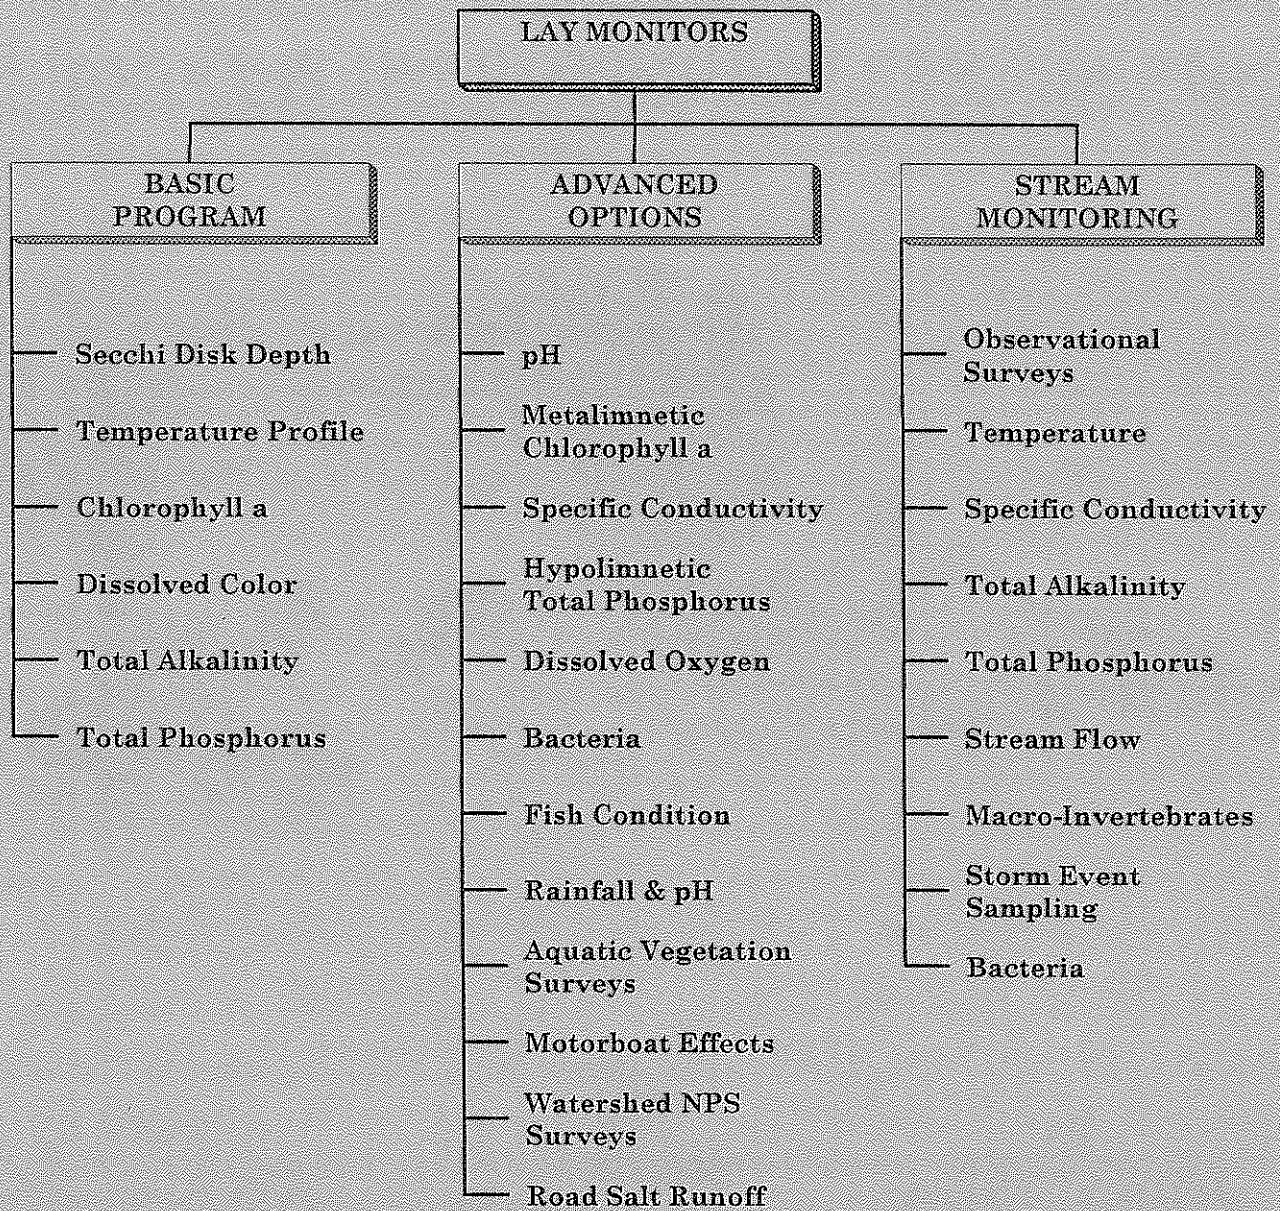 LAY MONITORS
BASIC
PROGRAM
Secchi Disk Depth
Temperature Profile
Chlorophyll a
Dissolved Color
Total Alkalinity
Total Phosphorus
ADVANCED
OPTIONS
pH
Metalimnetic
Chlorophyll a
Specific Conductivity
Hypolimnetic
Total Phosphorus
Dissolved Oxygen
Bacteria
Fish Condition
Rainfall & pH
Aquatic Vegetation
Surveys
Motorboat Effects
Watershed NPS
Surveys
Road Salt Runoff
STREAM
MONITORING
Observational
Surveys
Temperature
Specific Conductivity
Total Alkalinity
Total Phosphorus
Stream Flow
Macro-Invertebrates
Storm Event
Sampling
Bacteria